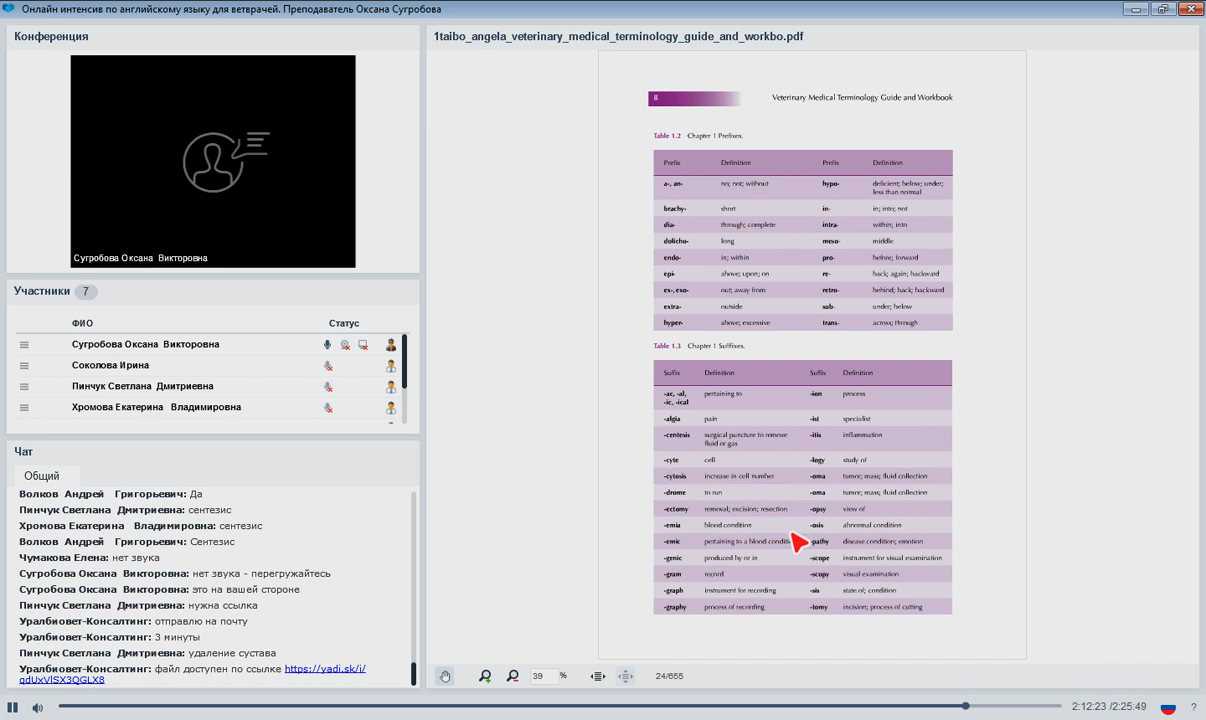 Онлайн интенсив по английскому языку для ветврачей. Преподаватель Оксана Сугробова
Конференция
Сугробова Оксана Викторовна
Участники 7
ФИО Статус
Сугробова Оксана Викторовна
Соколова Ирина
Пинчук Светлана Дмитриевна
Хромова Екатерина Владимировна
Чат
Общий
Волков Андрей Григорьевич: Да
Пинчук Светлана Дмитриевна: сентезис
Хромова Екатерина Владимировна: сентезис
Волков Андрей Григорьевич: Сентезис
Чумакова Елена: нет звука
Сугробова Оксана Викторовна: нет звука - перегружайтесь
Сугробова Оксана Викторовна: это на вашей стороне
Пинчук Светлана Дмитриевна: нужна ссылка
Уралбиовет-Консалтинг: отправлю на почту
Уралбиовет-Консалтинг: 3 минуты
Пинчук Светлана Дмитриевна: удаление сустава
Уралбиовет-Консалтинг: файл доступен по ссылке https://yadi.sk/i/
qdUxVlSX3QGLX8
1taibo_angela_veterinary_medical_terminology_guide_and_workbo.pdf
8 Veterinary Medical Terminology Guide and Workbook
Table 1.2 Chapter 1 Prefixes.
Prefix Definition Prefix Definition
a-, an- no; not; without hypo- deficient; below; under;
less than normal
brachy- short in- in; into; not
dia- through; complete intra- within; into
dolicho- long meso- middle
endo- in; within pro- before; forward
epi- above; upon; on re- back; again; backward
ex-, exo- out; away from retro- behind; back; backward
extra- outside sub- under; below
hyper- above; excessive trans- across; through
Table 1.3 Chapter 1 Suffixes.
Suffix Definition Suffix Definition
-ac, -al, pertaining to -ion process
-ic, -ical
-algia pain -ist specialist
-centesis surgical puncture to remove -itis inflammation
fluid or gas
-cyte cell -logy study of
-cytosis increase in cell number -oma tumor; mass; fluid collection
-drome to run -oma tumor; mass; fluid collection
-ectomy removal; excision; resection -opsy view of
-emia blood condition -osis abnormal condition
-emic pertaining to a blood conditi -pathy disease condition; emotion
-genic produced by or in -scope instrument for visual examination
-gram record -scopy visual examination
-graph instrument for recording -sis state of; condition
-graphy process of recording -tomy incision; process of cutting
39 % 24/655
2:12:23 /2:25:49 ?